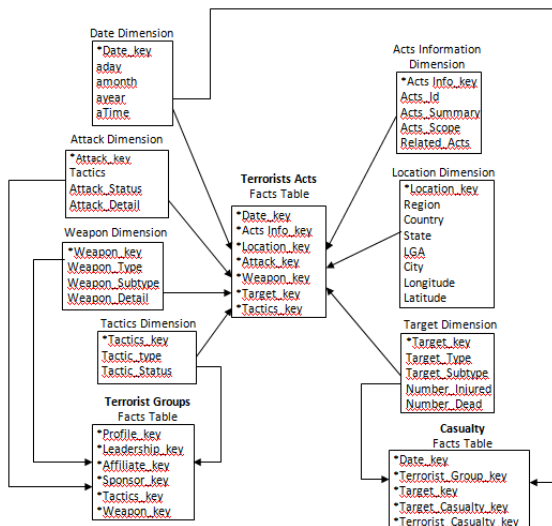 Date Dimension
*Date_key
aday
amonth
ayear
aTime
Acts Information
Dimension
*Acts Info_key
Acts_Id
Acts_Summary
Acts_Scope
Related_Acts
Attack Dimension
*Attack_key
Tactics
Attack_Status
Attack_Detail
Terrorists Acts
Facts Table
*Date_key
*Acts Info_key
*Location_key
*Attack_key
*Weapon_key
*Target_key
*Tactics_key
Location Dimension
*Location_key
Region
Country
State
LGA
City
Longitude
Latitude
Weapon Dimension
*Weapon_key
Weapon_Type
Weapon_Subtype
Weapon_Detail
Tactics Dimension
*Tactics_key
Tactic_type
Tactic_Status
Target Dimension
*Target_key
Target_Type
Target_Subtype
Number_Injured
Number_Dead
Terrorist Groups
Facts Table
*Profile_key
*Leadership_key
*Affiliate_key
*Sponsor_key
*Tactics_key
*Weapon_key
Casualty
Facts Table
*Date_key
*Terrorist_Group_key
*Target_key
*Target_Casualty_key
*Terrorist_Casualty_key